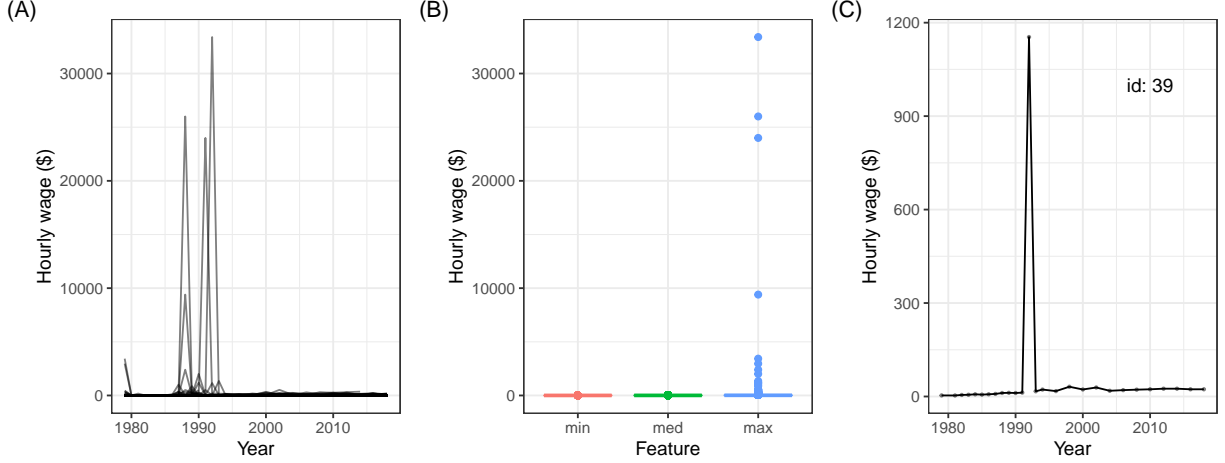 (A)
Hourly wage ($)
30000
20000
10000
0
1980 1990 2000 2010
Year
(B)
Hourly wage ($)
30000
20000
10000
0
min med max
Feature
(C)
Hourly wage ($)
1200
900
600
300
0
id: 39
1980 1990 2000 2010
Year